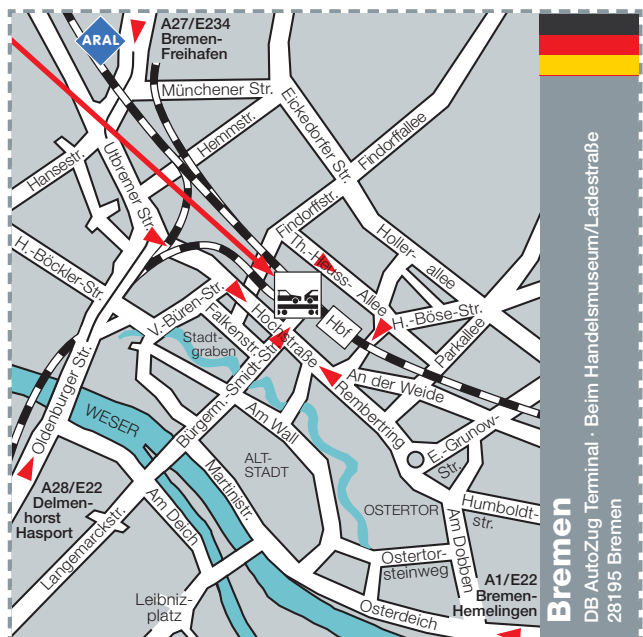 ARAL
A27/E234
Bremen-
Freihafen
Münchener Str.
Eickedorfer Str.
Findorffallee
Hemmstr.
Hansestr.
Utbremer Str.
Findorffstr.
Th.-Heuss-Allee
Holler-
allee
H.-Böckler-Str.
V.-Büren-Str.
Falkenstr.
Hochstraße
Hbf
H.-Böse-Str.
Parkallee
Stadt-
graben
Bürgerm.-Smidt-Str.
An der Weide
Rembertring
Oldenburger Str.
WESER
Am Wall
E.-Grunow-
Str.
ALT-
STADT
Martinistr.
A28/E22
Delmen-
horst
Hasport
Am Deich
OSTERTOR
Humboldt-
str.
Am Dobben
Langemarckstr.
Ostertor-
steinweg
A1/E22
Bremen-
Hemelingen
Leibniz-
platz
Osterdeich
Bremen
DB AutoZug Terminal · Beim Handelsmuseum/Ladestraße
28195 Bremen